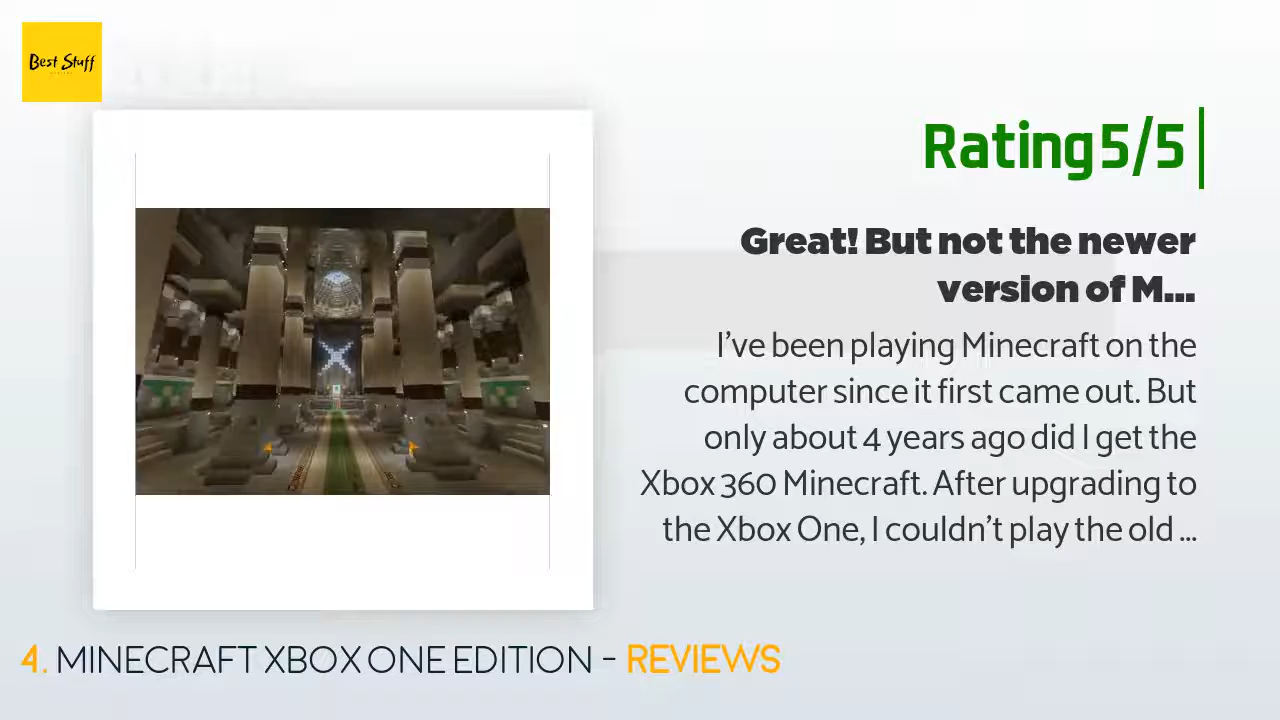 Best Stuff
Rating 5/5
Great! But not the newer
version of M...
I've been playing Minecraft on the
computer since it first came out. But
only about 4 years ago did I get the
Xbox 360 Minecraft. After upgrading to
the Xbox One, I couldn't play the old ...
4. MINECRAFT XBOX ONE EDITION - REVIEWS